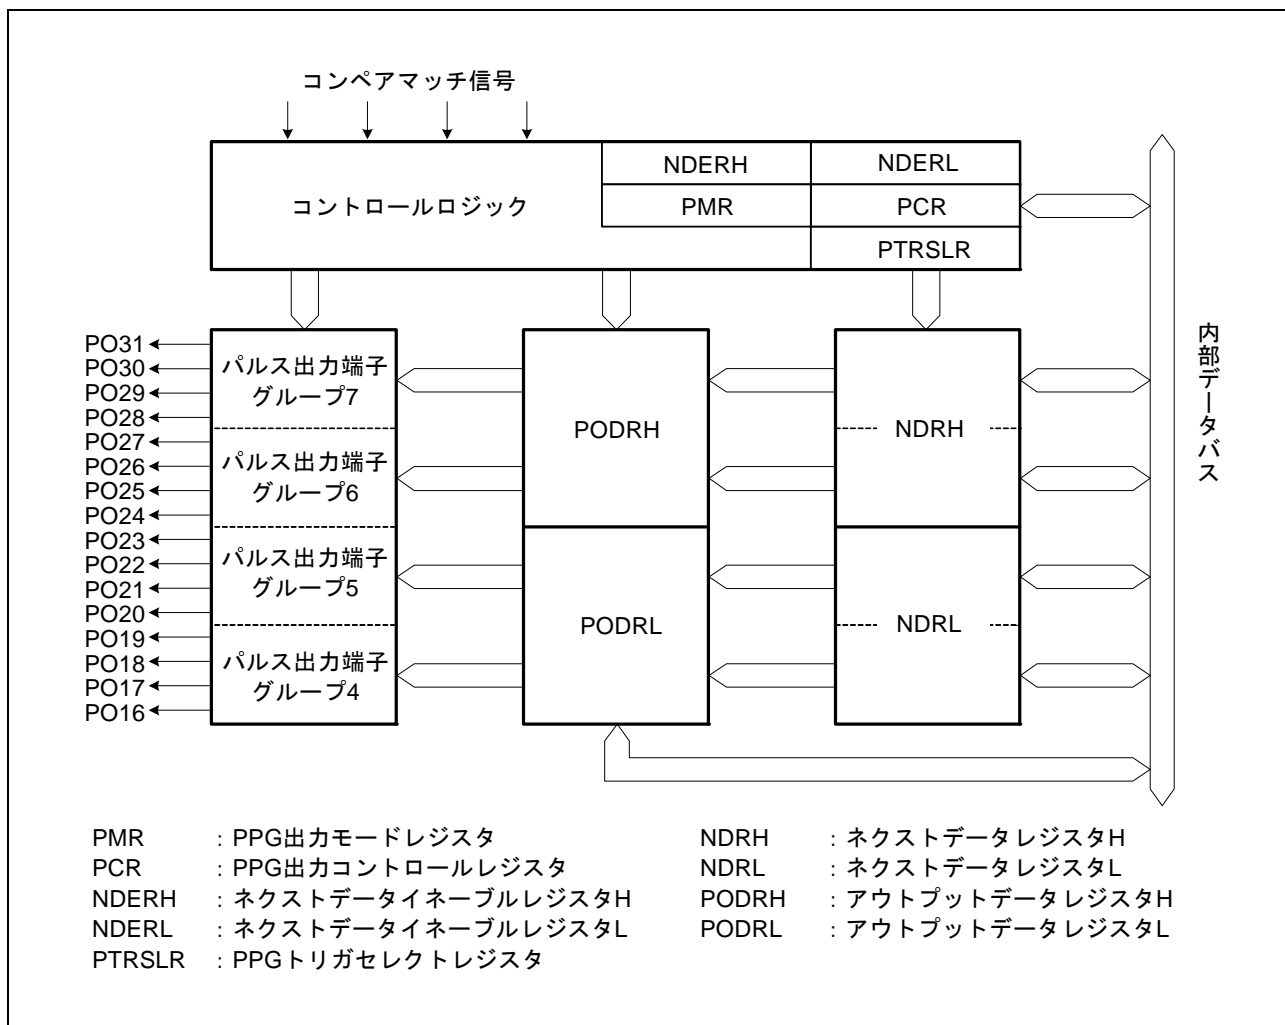 コンペアマッチ信号
コントロールロジック
NDERH
NDERL
PMR
PCR
PTRSLR
PO31
PO30
PO29
PO28
PO27
PO26
PO25
PO24
PO23
PO22
PO21
PO20
PO19
PO18
PO17
PO16
パルス出力端子
グループ7
パルス出力端子
グループ6
パルス出力端子
グループ5
パルス出力端子
グループ4
PODRH
PODRL
NDRH
NDRL
内部データバス
PMR : PPG出力モードレジスタ
PCR : PPG出力コントロールレジスタ
NDERH : ネクストデータイネーブルレジスタH
NDERL : ネクストデータイネーブルレジスタL
PTRSLR : PPGトリガセレクトレジスタ
NDRH : ネクストデータレジスタH
NDRL : ネクストデータレジスタL
PODRH : アウトプットデータレジスタH
PODRL : アウトプットデータレジスタL